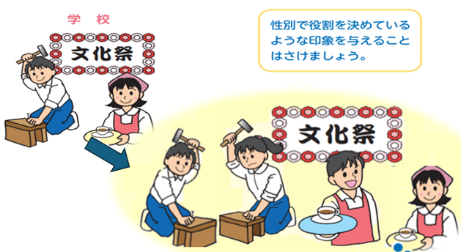 学 校
文化祭
性別で役割を決めている
ような印象を与えること
はさけましょう。
文化祭